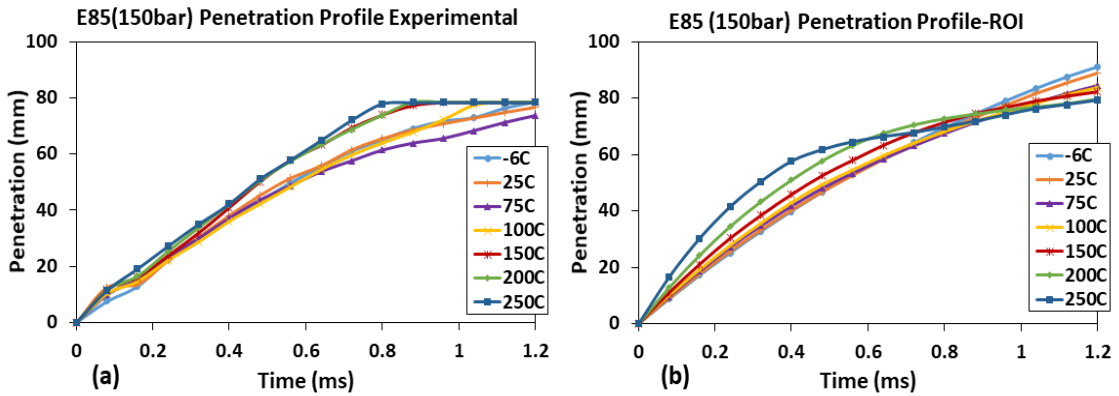 E85(150bar) Penetration Profile Experimental
100
80
60
40
20
0
Penetration (mm)
-6C
25C
75C
100C
150C
200C
250C
0 0.2 0.4 0.6 0.8 1 1.2
(a)
Time (ms)
E85 (150bar) Penetration Profile-ROI
100
80
60
40
20
0
Penetration (mm)
-6C
25C
75C
100C
150C
200C
250C
0 0.2 0.4 0.6 0.8 1 1.2
(b)
Time (ms)